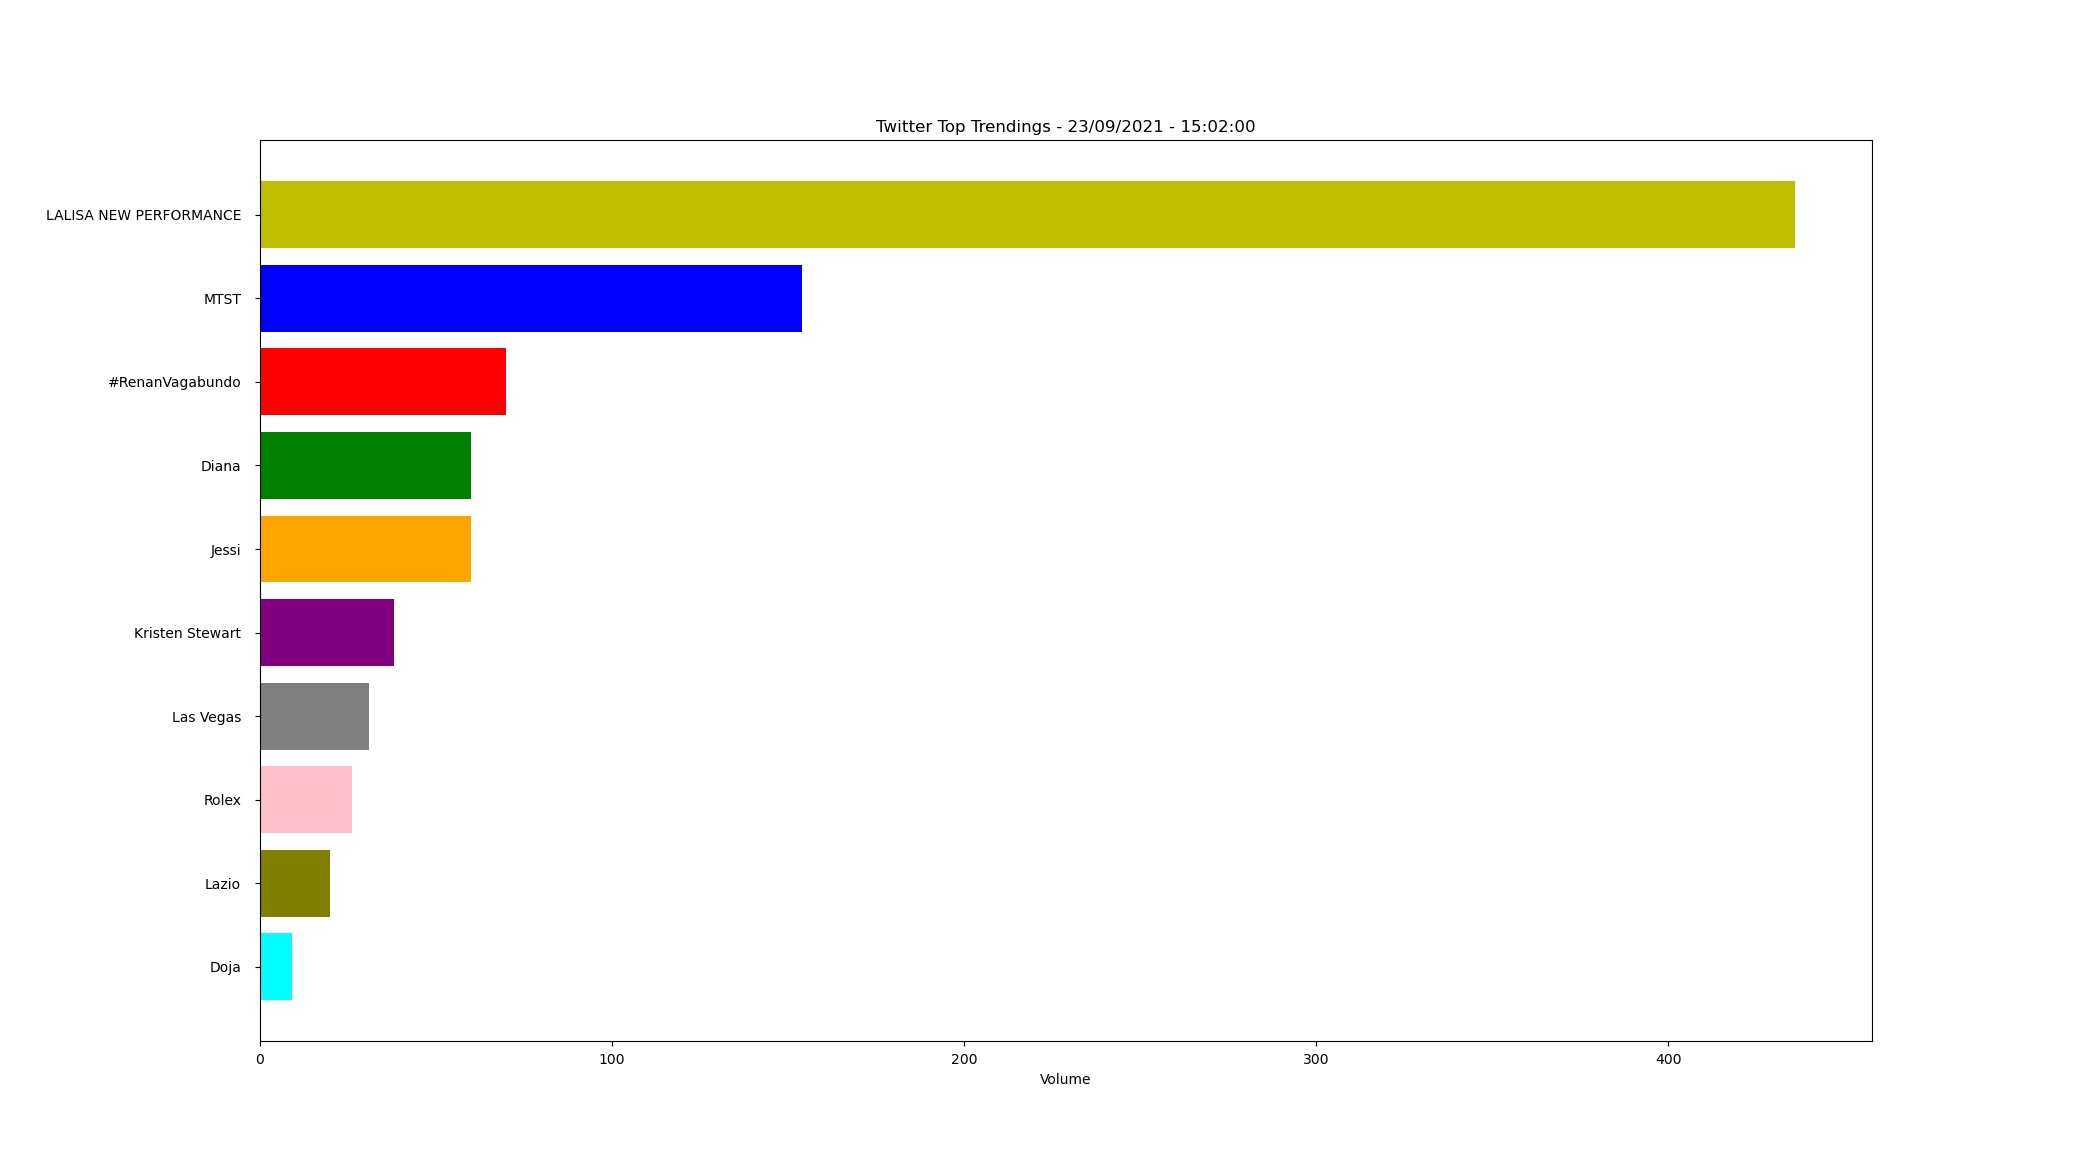 Twitter Top Trendings - 23/09/2021 - 15:02:00
LALISA NEW PERFORMANCE
MTST
#RenanVagabundo
Diana
Jessi
Kristen Stewart
Las Vegas
Rolex
Lazio
Doja
0 100 200 300 400
Volume